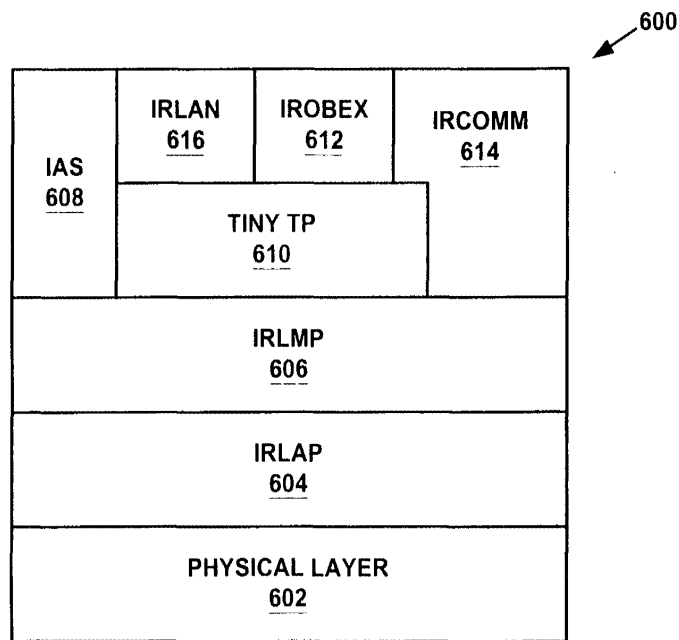 600
IAS
608
IRLAN
616
IROBEX
612
IRCOMM
614
TINY TP
610
IRLMP
606
IRLAP
604
PHYSICAL LAYER
602